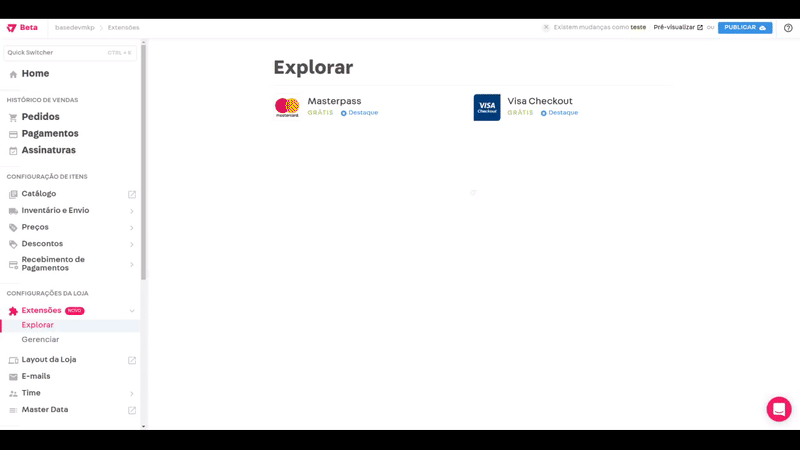 Beta
basedevmkp > Extensões
Existem mudanças como teste
Pré-visualizar
ou
PUBLICAR
Quick Switcher
CTRL + E
Home
HISTÓRICO DE VENDAS
Pedidos
Pagamentos
Assinaturas
CONFIGURAÇÃO DE ITENS
Catálogo
Inventário e Envio
Preços
Descontos
Recebimento de
Pagamentos
CONFIGURAÇÕES DA LOJA
Extensões NOVO
Explorar
Gerenciar
Layout da Loja
E-mails
Time
Master Data
Explorar
mastercard
Masterpass
GRÁTIS Destaque
VISA
Checkout
Visa Checkout
GRÁTIS Destaque